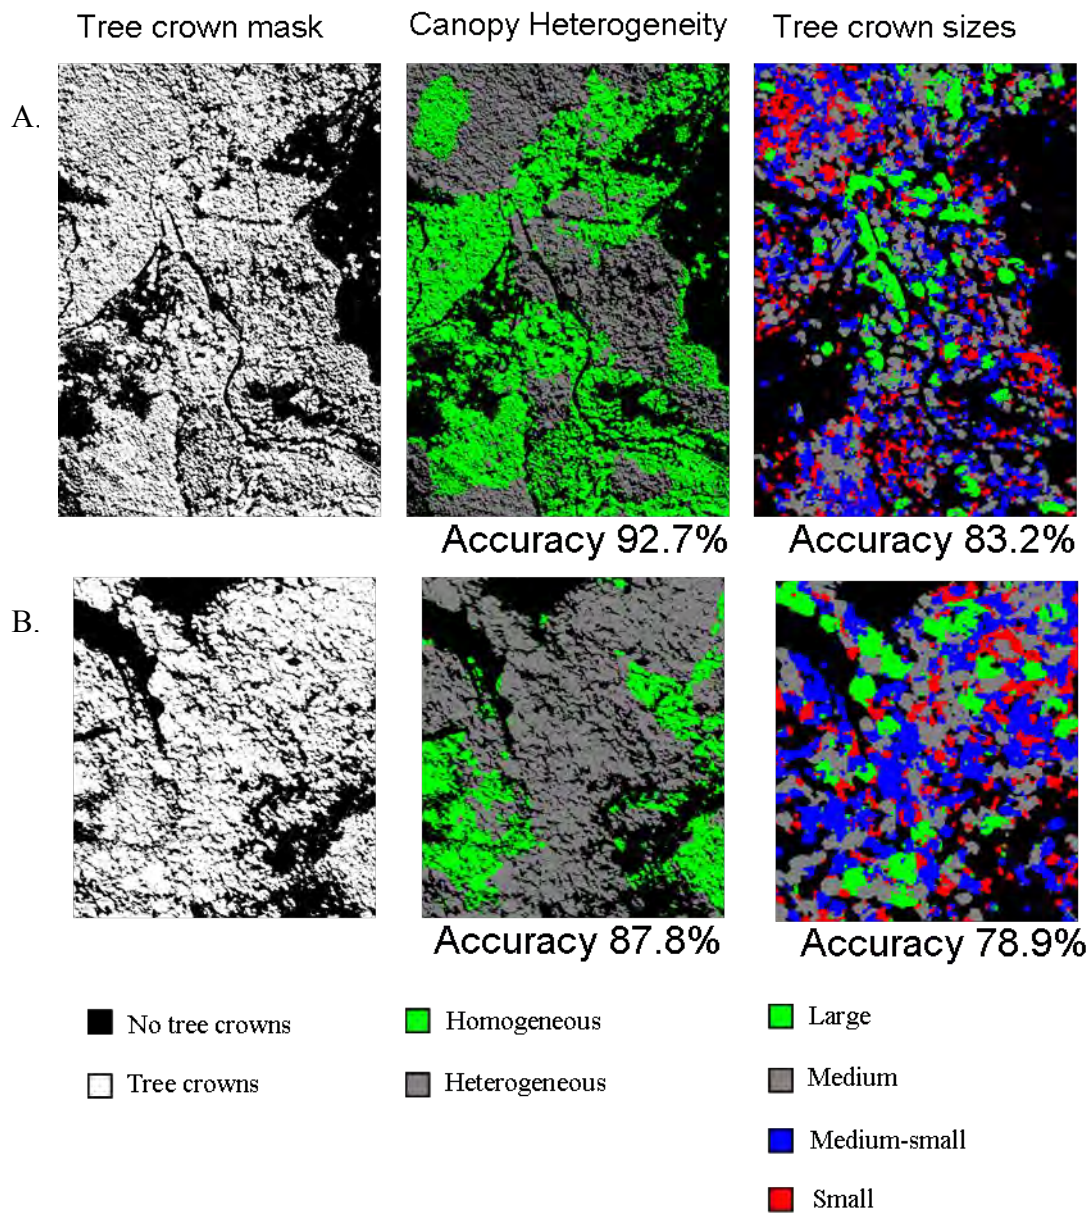 Tree crown mask
Canopy Heterogeneity
Tree crown sizes
A.
Accuracy 92.7%
Accuracy 83.2%
B.
Accuracy 87.8%
Accuracy 78.9%
No tree crowns
Tree crowns
Homogeneous
Heterogeneous
Large
Medium
Medium-small
Small